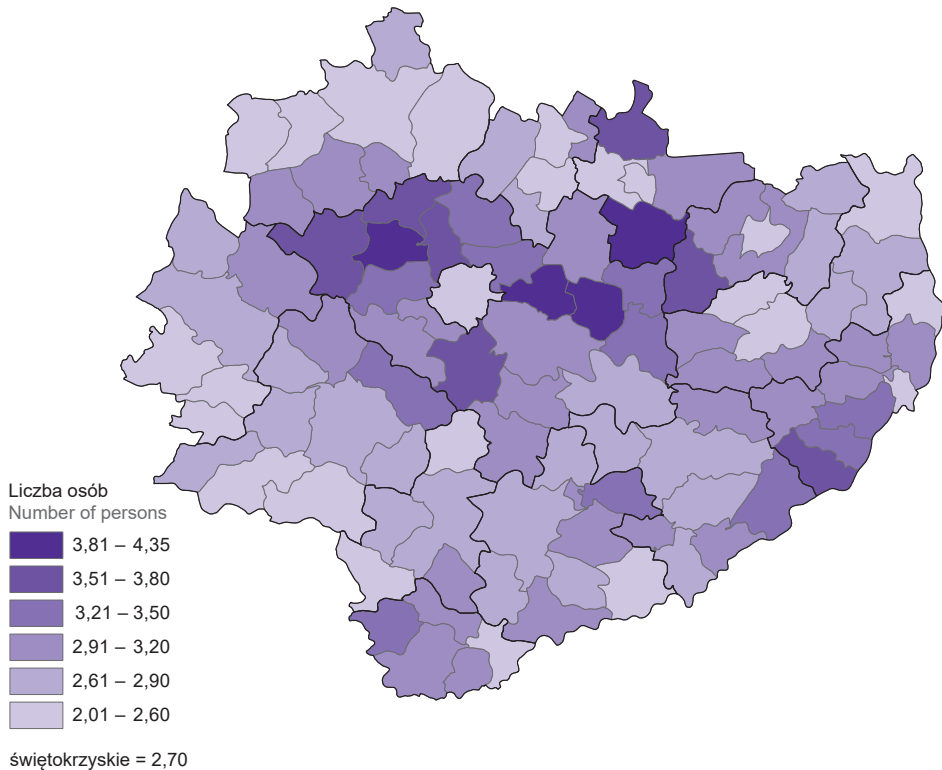 Liczba osób
Number of persons
3,81 – 4,35
3,51 – 3,80
3,21 – 3,50
2,91 – 3,20
2,61 – 2,90
2,01 – 2,60
świętokrzyskie = 2,70